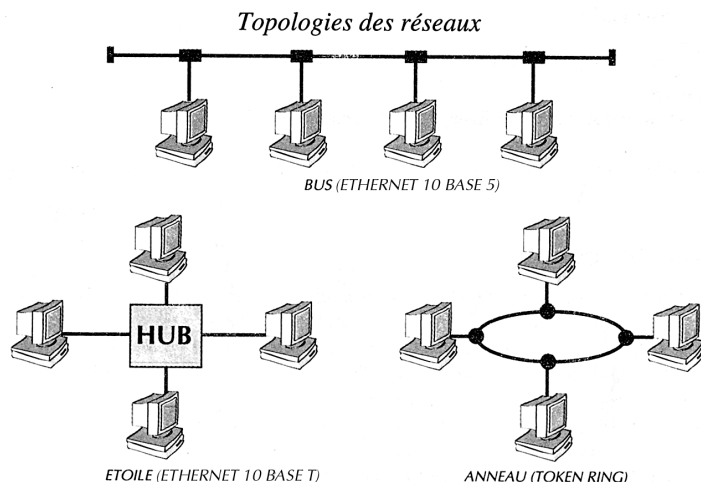 Topologies des réseaux
BUS (ETHERNET 10 BASE 5)
HUB
ETOILE (ETHERNET 10 BASE T)
ANNEAU (TOKEN RING)